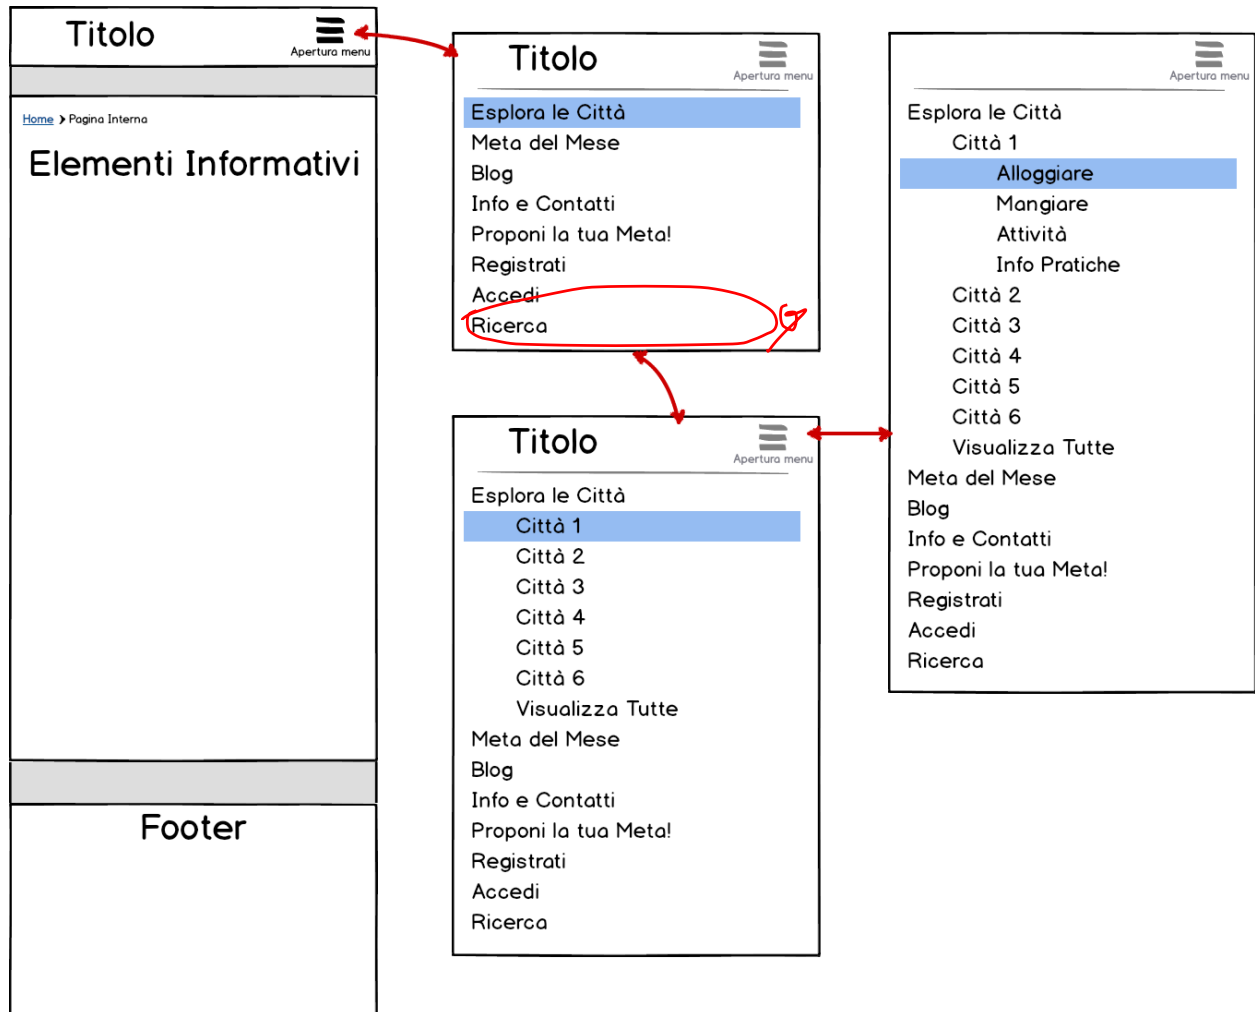 Titolo
Apertura menu
Home > Pagina Interna
Elementi Informativi
Footer
Titolo
Apertura menu
Esplora le Città
Meta del Mese
Blog
Info e Contatti
Proponi la tua Meta!
Registrati
Accedi
Ricerca
Titolo
Apertura menu
Esplora le Città
Città 1
Città 2
Città 3
Città 4
Città 5
Città 6
Visualizza Tutte
Meta del Mese
Blog
Info e Contatti
Proponi la tua Meta!
Registrati
Accedi
Ricerca
Apertura menu
Esplora le Città
Città 1
Alloggiare
Mangiare
Attività
Info Pratiche
Città 2
Città 3
Città 4
Città 5
Città 6
Visualizza Tutte
Meta del Mese
Blog
Info e Contatti
Proponi la tua Meta!
Registrati
Accedi
Ricerca